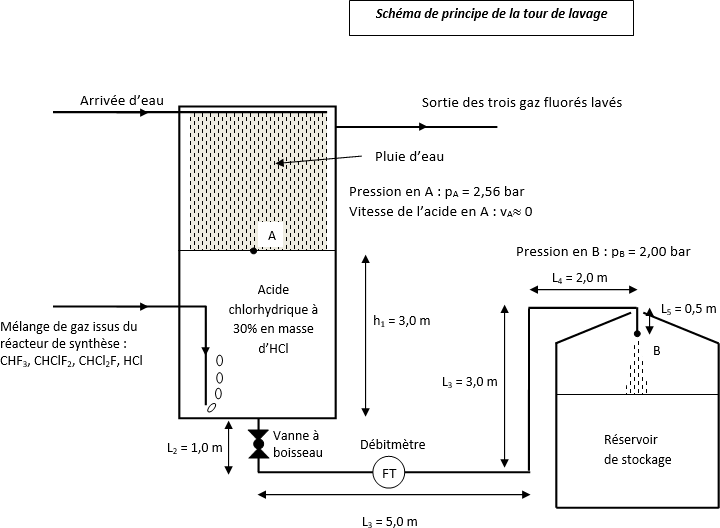 Schéma de principe de la tour de lavage
Arrivée d'eau
Sortie des trois gaz fluorés lavés
Pluie d'eau
Pression en A : pA = 2,56 bar
Vitesse de l'acide en A : vA≈ 0
A
Pression en B : pB = 2,00 bar
L4 = 2,0 m
Acide
chlorhydrique à
30% en masse
d'HCl
h1 = 3,0 m
L5 = 0,5 m
Mélange de gaz issus du
réacteur de synthèse :
CHF3, CHClF2, CHCl2F, HCl
B
L3 = 3,0 m
L2 = 1,0 m
Vanne à
boisseau
Débitmètre
FT
Réservoir
de stockage
L3 = 5,0 m